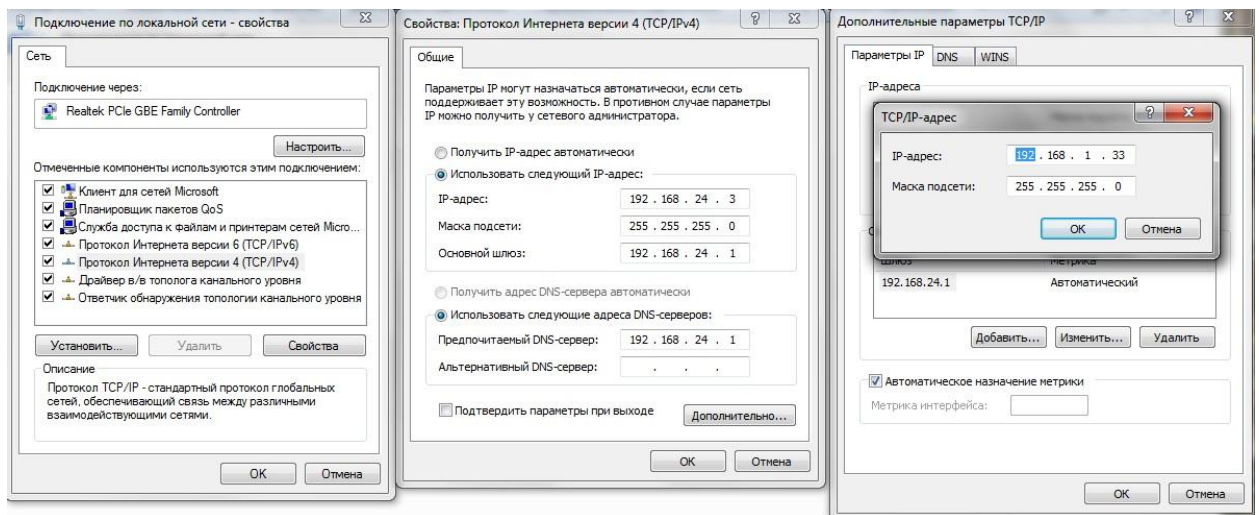 Подключение по локальной сети - свойства
Сеть
Подключение через:
Realtek PCIe GBE Family Controller
Настроить...
Отмеченные компоненты используются этим подключением:
Клиент для сетей Microsoft
Планировщик пакетов QoS
Служба доступа к файлам и принтерам сетей Micro...
Протокол Интернета версии 6 (TCP/IPv6)
Протокол Интернета версии 4 (TCP/IPv4)
Драйвер в/в тополога канального уровня
Ответчик обнаружения топологии канального уровня
Установить... Удалить Свойства
Описание
Протокол TCP/IP - стандартный протокол глобальных
сетей, обеспечивающий связь между различными
взаимодействующими сетями.
OK Отмена
Свойства: Протокол Интернета версии 4 (TCP/IPv4)
Общие
Параметры IP могут назначаться автоматически, если сеть
поддерживает эту возможность. В противном случае параметры
IP можно получить у сетевого администратора.
Получить IP-адрес автоматически
Использовать следующий IP-адрес:
IP-адрес: 192 . 168 . 24 . 3
Маска подсети: 255 . 255 . 255 . 0
Основной шлюз: 192 . 168 . 24 . 1
Получить адрес DNS-сервера автоматически
Использовать следующие адреса DNS-серверов:
Предпочитаемый DNS-сервер: 192 . 168 . 24 . 1
Альтернативный DNS-сервер: . . .
Подтвердить параметры при выходе Дополнительно...
OK Отмена
Дополнительные параметры TCP/IP
Параметры IP DNS WINS
IP-адреса
TCP/IP-адрес
IP-адрес: 192 . 168 . 1 . 33
Маска подсети: 255 . 255 . 255 . 0
OK Отмена
Шлюз Метрика
192.168.24.1 Автоматический
Добавить... Изменить... Удалить
Автоматическое назначение метрики
Метрика интерфейса:
OK Отмена